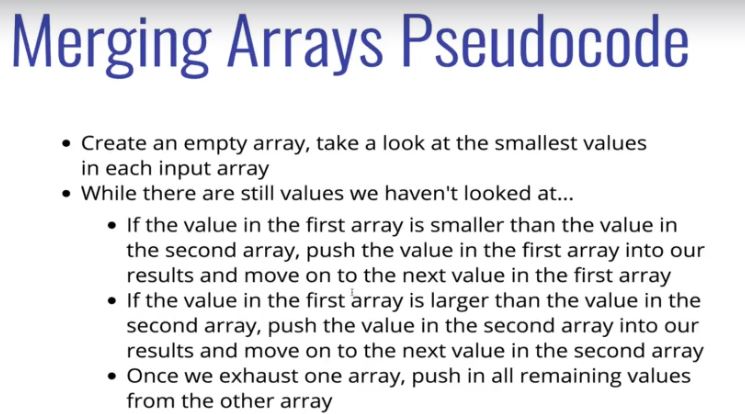 Merging Arrays Pseudocode
• Create an empty array, take a look at the smallest values
in each input array
• While there are still values we haven't looked at...
• If the value in the first array is smaller than the value in
the second array, push the value in the first array into our
results and move on to the next value in the first array
• If the value in the first array is larger than the value in the
second array, push the value in the second array into our
results and move on to the next value in the second array
• Once we exhaust one array, push in all remaining values
from the other array